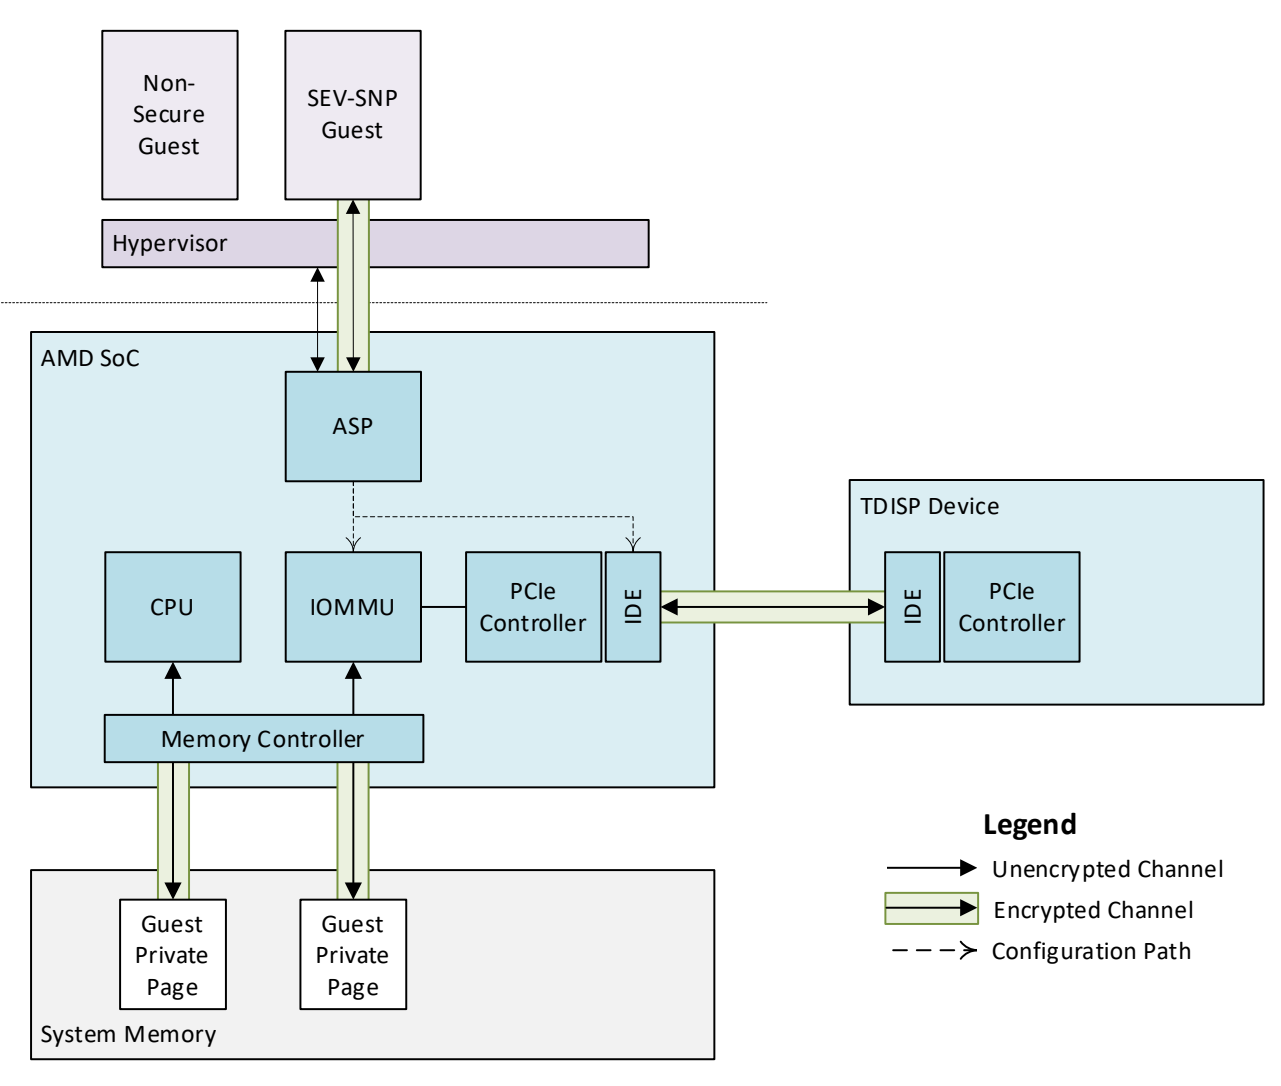 Non-
Secure
Guest
SEV-SNP
Guest
Hypervisor
AMD SoC
ASP
TDISP Device
CPU
IOMMU
PCIe
Controller
IDE
IDE
PCIe
Controller
Memory Controller
Legend
Unencrypted Channel
Encrypted Channel
Configuration Path
Guest
Private
Page
Guest
Private
Page
System Memory